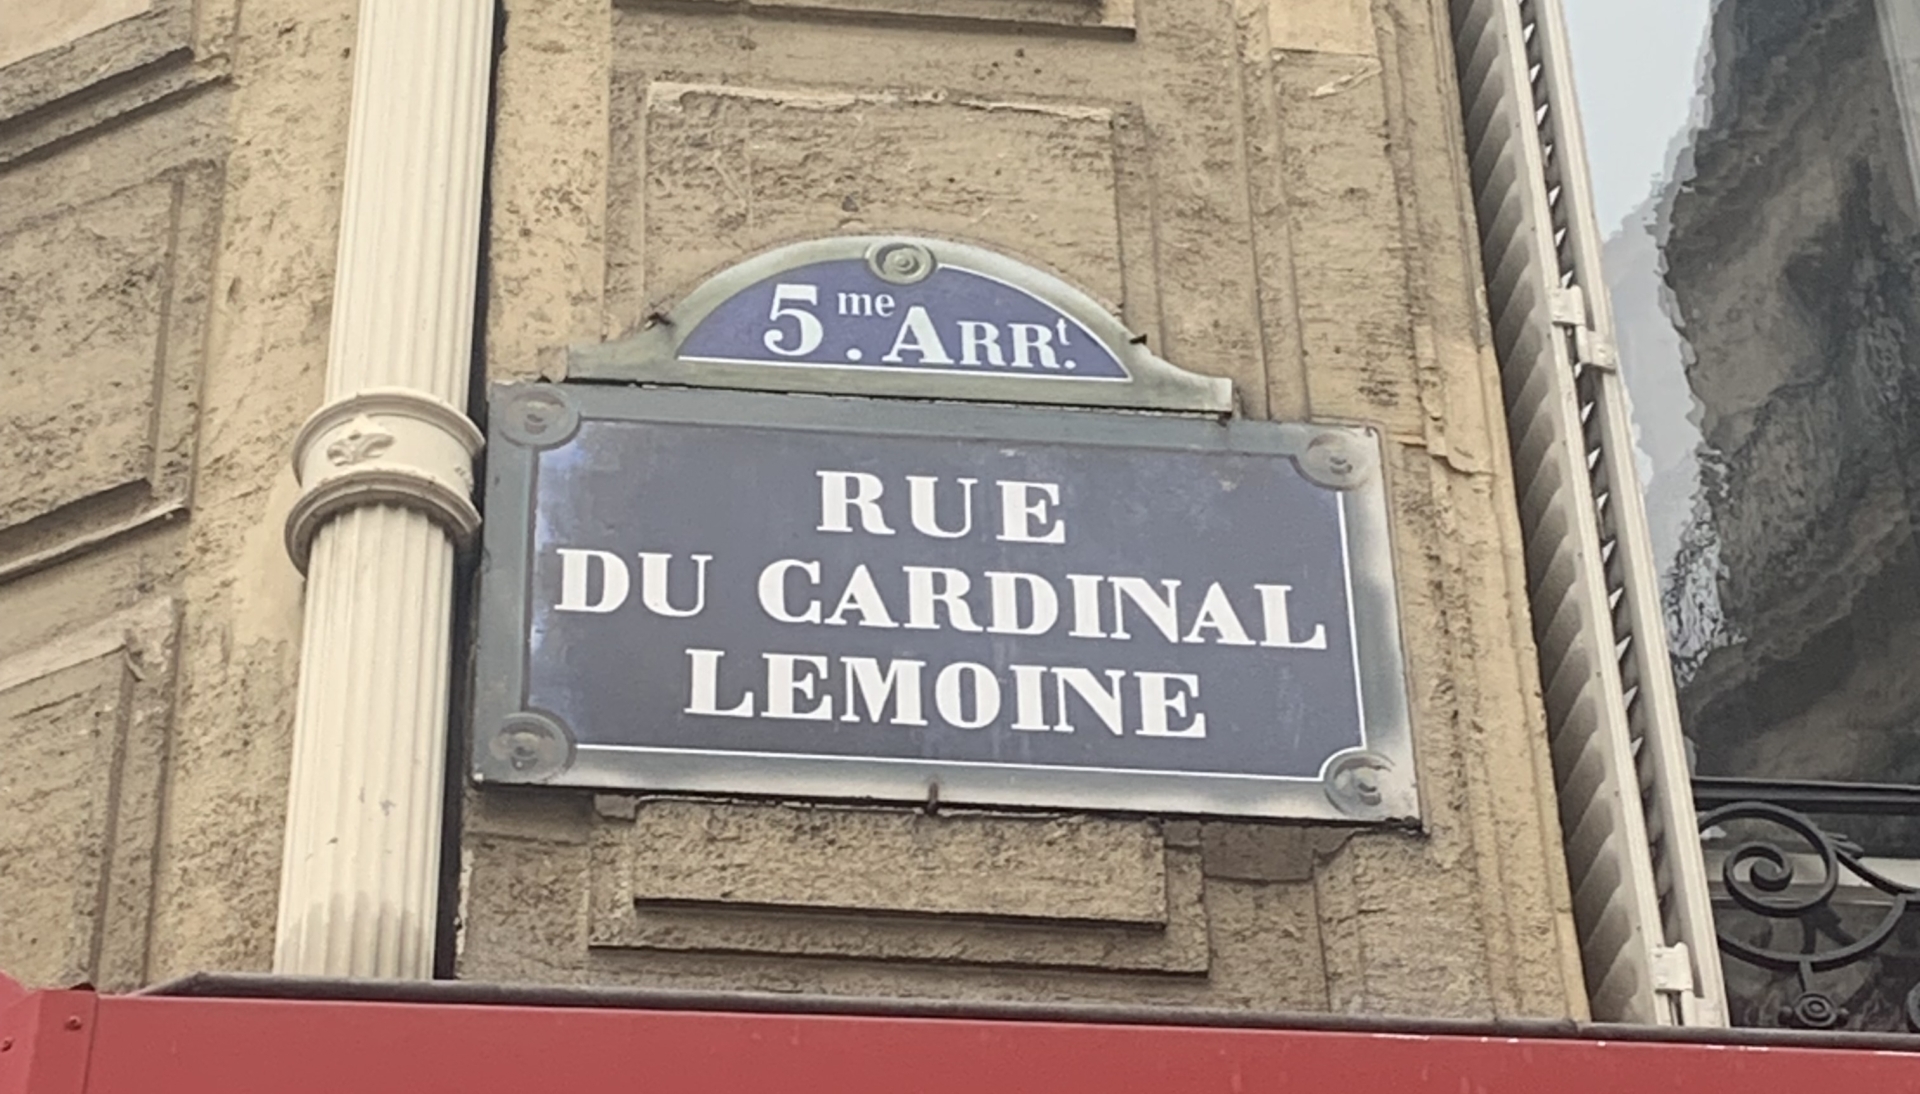 5me. ARRt.
RUE
DU CARDINAL
LEMOINE